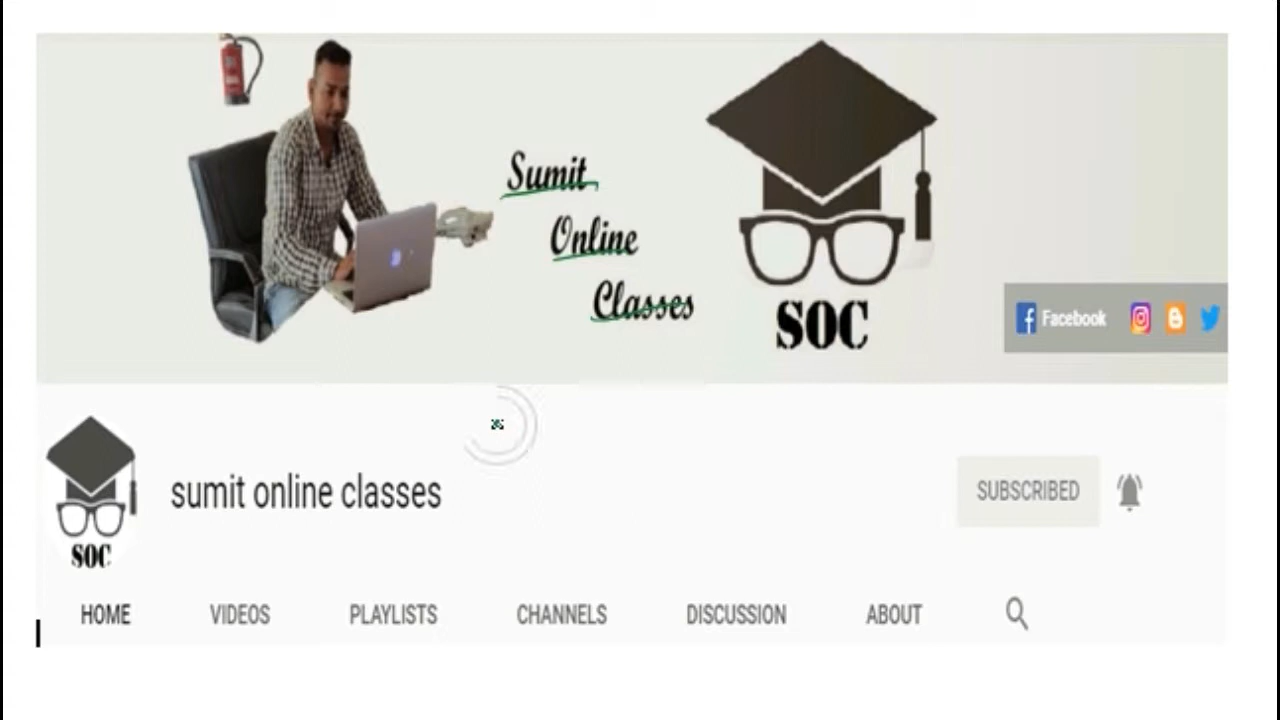 Sumit
Online
Classes
SOC
Facebook
SOC
sumit online classes
SUBSCRIBED
HOME VIDEOS PLAYLISTS CHANNELS DISCUSSION ABOUT